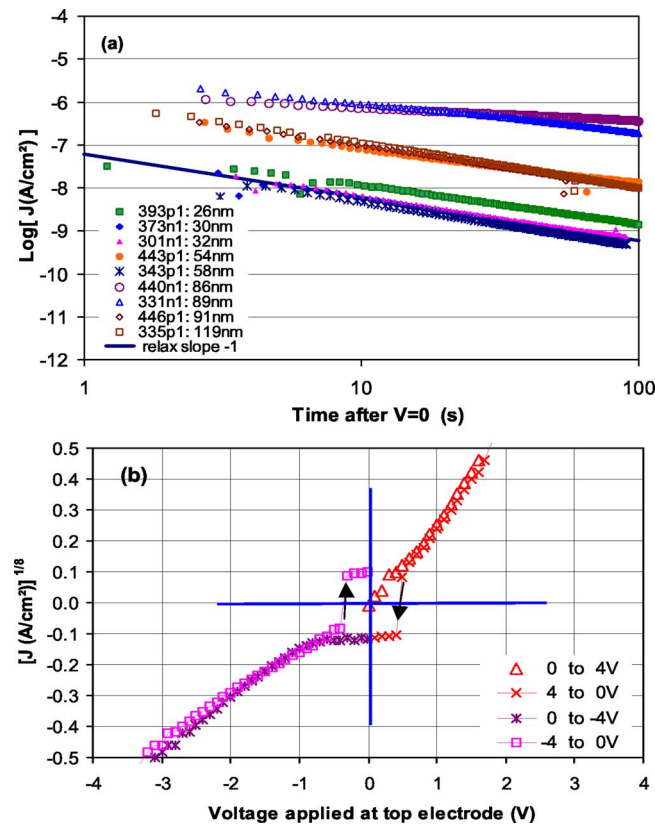 -4
(a)
-5
-6
-7
-8
-9
-10
-11
-12
Log[ J(A/cm²) ]
393p1: 26nm
373n1: 30nm
301n1: 32nm
443p1: 54nm
343p1: 58nm
440n1: 86nm
331n1: 89nm
446p1: 91nm
335p1: 119nm
relax slope -1
1 10 100
Time after V=0 (s)
0.5
(b)
0.4
0.3
0.2
0.1
0.0
-0.1
-0.2
-0.3
-0.4
-0.5
[J (A/cm²)] 1/8
0 to 4V
4 to 0V
0 to -4V
-4 to 0V
-4 -3 -2 -1 0 1 2 3 4
Voltage applied at top electrode (V)